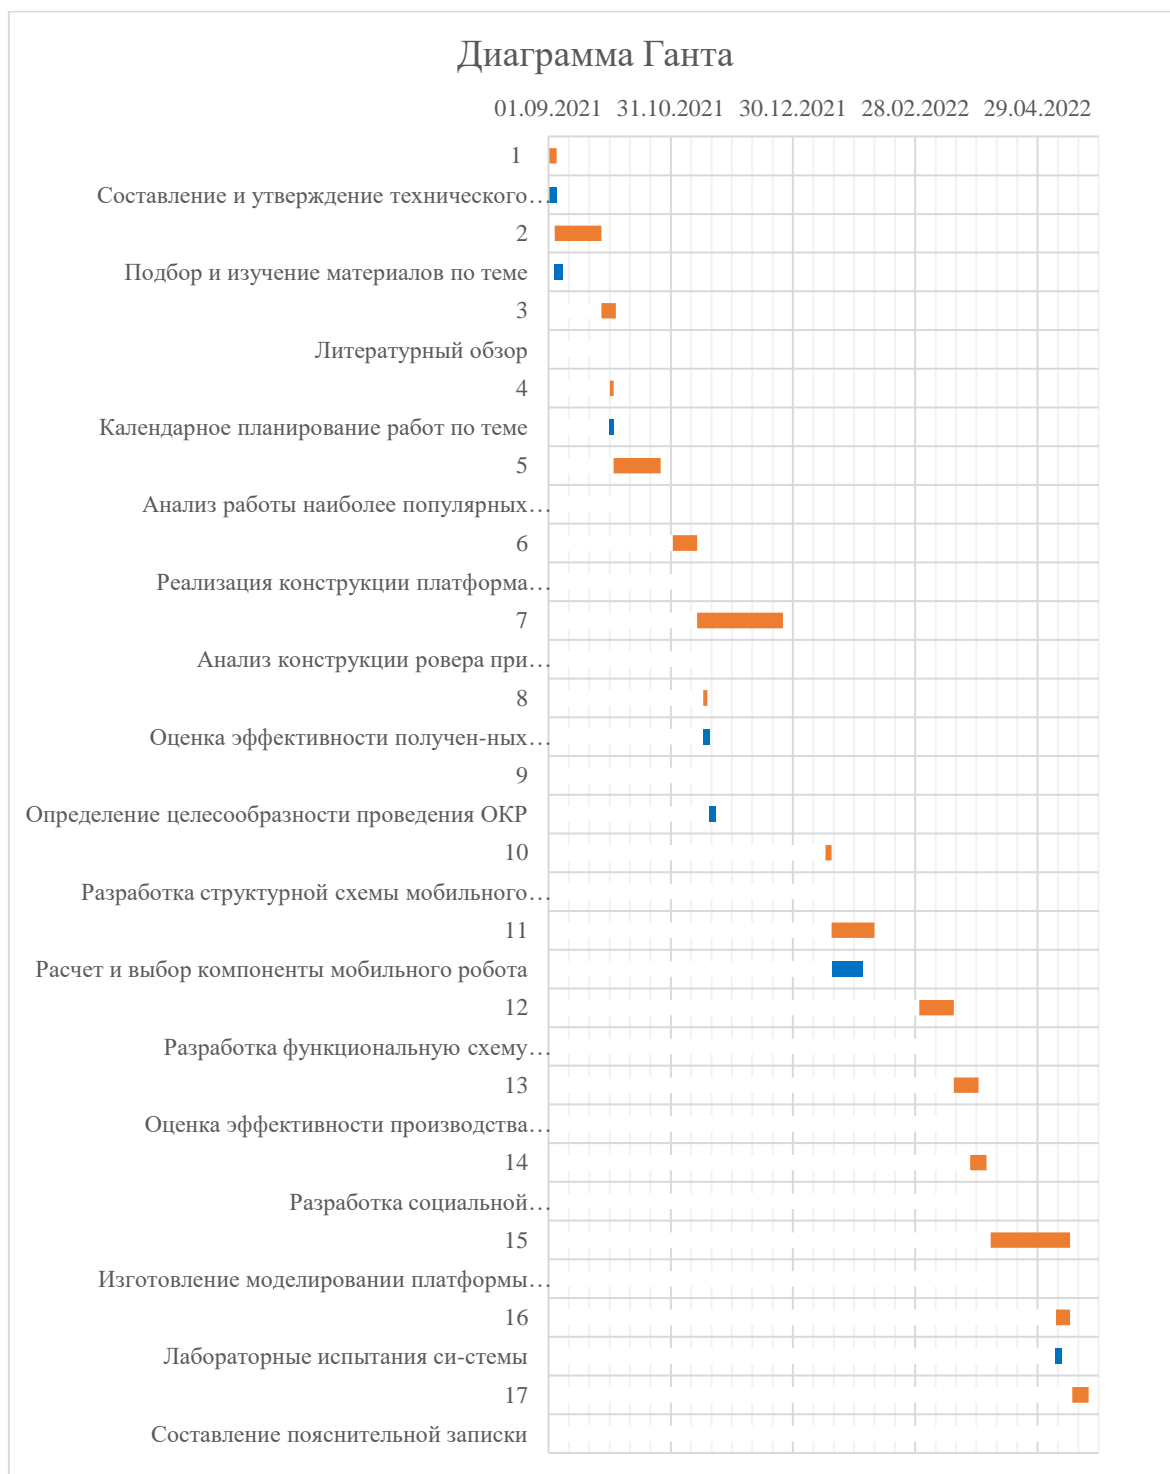 Диаграмма Ганта
01.09.2021 31.10.2021 30.12.2021 28.02.2022 29.04.2022
1
Составление и утверждение технического…
2
Подбор и изучение материалов по теме
3
Литературный обзор
4
Календарное планирование работ по теме
5
Анализ работы наиболее популярных…
6
Реализация конструкции платформа…
7
Анализ конструкции ровера при…
8
Оценка эффективности получен-ных…
9
Определение целесообразности проведения ОКР
10
Разработка структурной схемы мобильного…
11
Расчет и выбор компоненты мобильного робота
12
Разработка функциональную схему…
13
Оценка эффективности производства…
14
Разработка социальной…
15
Изготовление моделировании платформы…
16
Лабораторные испытания си-стемы
17
Составление пояснительной записки